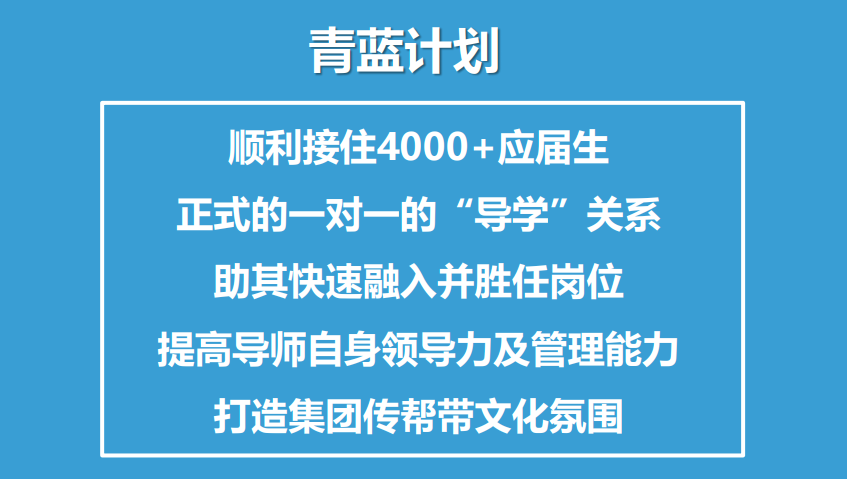 青蓝计划
顺利接住4000+应届生
正式的一对一的“导学”关系
助其快速融入并胜任岗位
提高导师自身领导力及管理能力
打造集团传帮带文化氛围